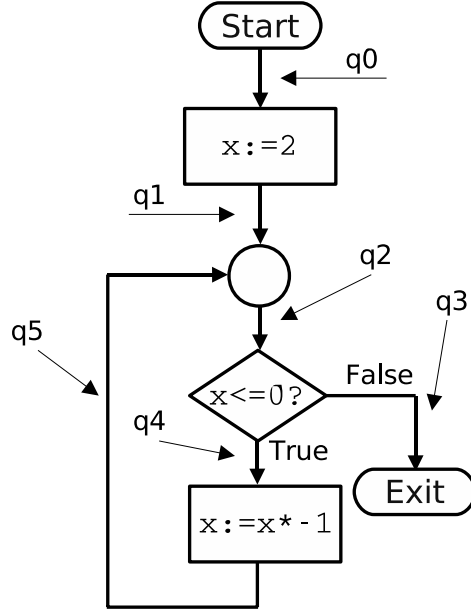 Start
q0
x:=2
q1
q2
q3
q5
x<=0?
False
q4
True
Exit
x:=x*-1